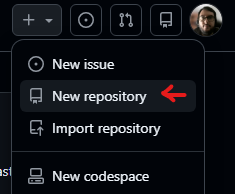 New issue
New repository
Import repository
New codespace